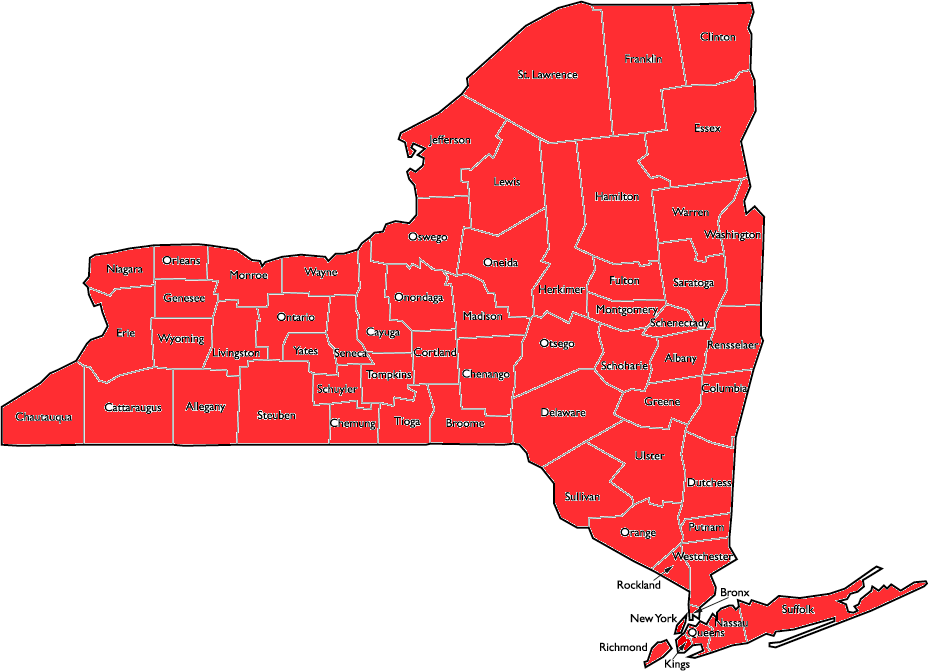 Clinton
Franklin
St. Lawrence
Essex
Jefferson
Lewis
Hamilton
Warren
Washington
Oswego
Oneida
Niagara
Orleans
Monroe
Wayne
Herkimer
Fulton
Saratoga
Genesee
Onondaga
Madison
Montgomery
Ontario
Schenectady
Erie
Wyoming
Cayuga
Otsego
Rensselaer
Livingston
Yates
Seneca
Cortland
Schoharie
Albany
Chenango
Tompkins
Schuyler
Columbia
Greene
Chautauqua
Cattaraugus
Allegany
Steuben
Chemung
Tioga
Broome
Delaware
Ulster
Dutchess
Sullivan
Orange
Putnam
Westchester
Rockland
Bronx
New York
Suffolk
Nassau
Queens
Richmond
Kings